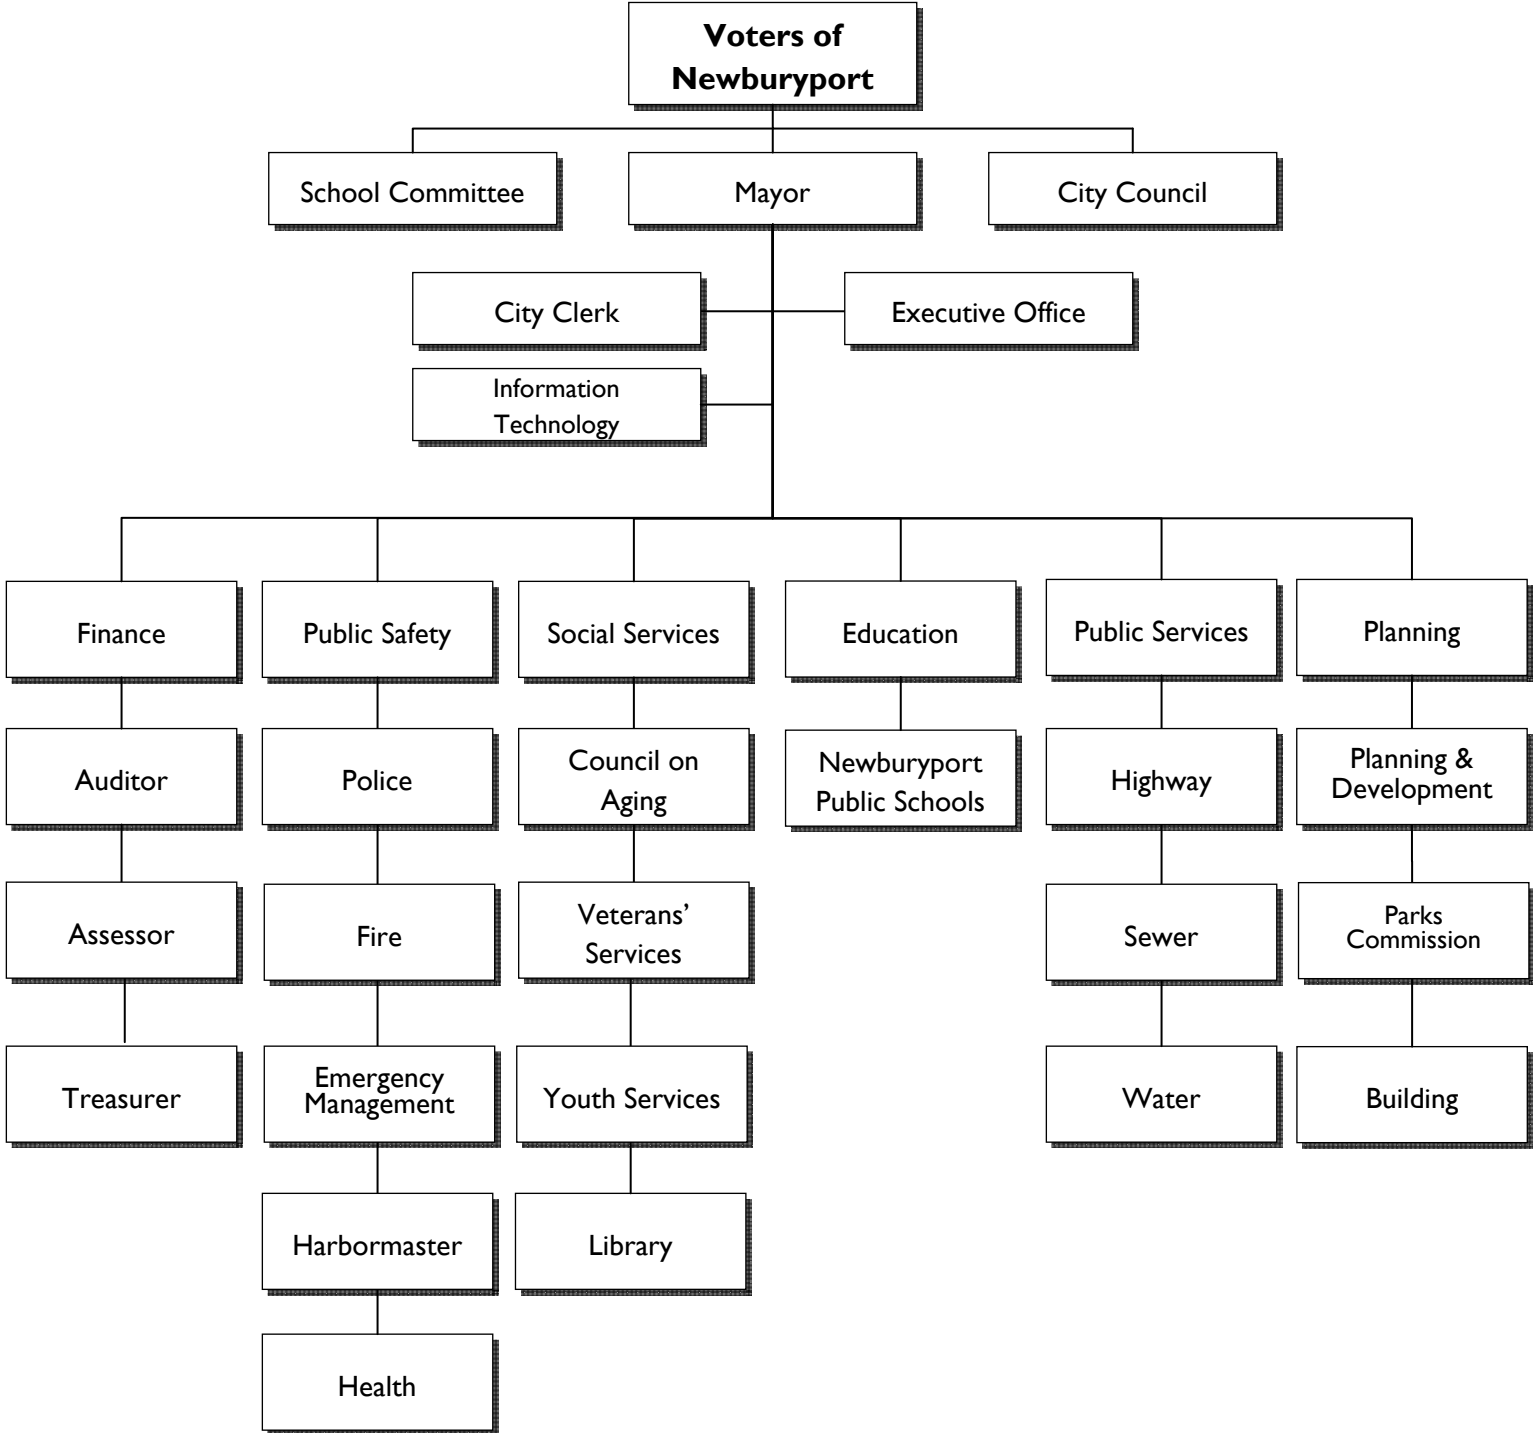 Voters of
Newburyport
School Committee
Mayor
City Council
City Clerk
Executive Office
Information
Technology
Finance
Public Safety
Social Services
Education
Public Services
Planning
Auditor
Police
Council on
Aging
Newburyport
Public Schools
Highway
Planning &
Development
Assessor
Fire
Veterans’
Services
Sewer
Parks
Commission
Treasurer
Emergency
Management
Youth Services
Water
Building
Harbormaster
Library
Health